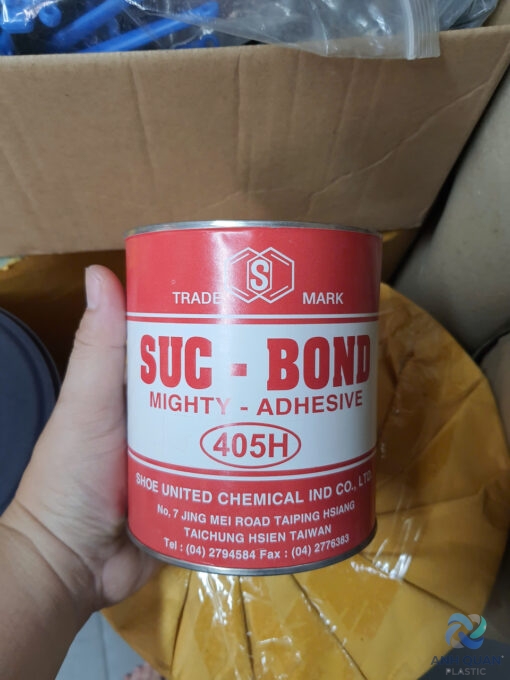 S
TRADE MARK
SUC - BOND
MIGHTY - ADHESIVE
405H
SHOE UNITED CHEMICAL IND CO., LTD.
No, 7 JING MEI ROAD TAIPING HSIANG
TAICHUNG HSIEN TAIWAN
Tel : (04) 2794584 Fax : (04) 2776383
PLASTIC